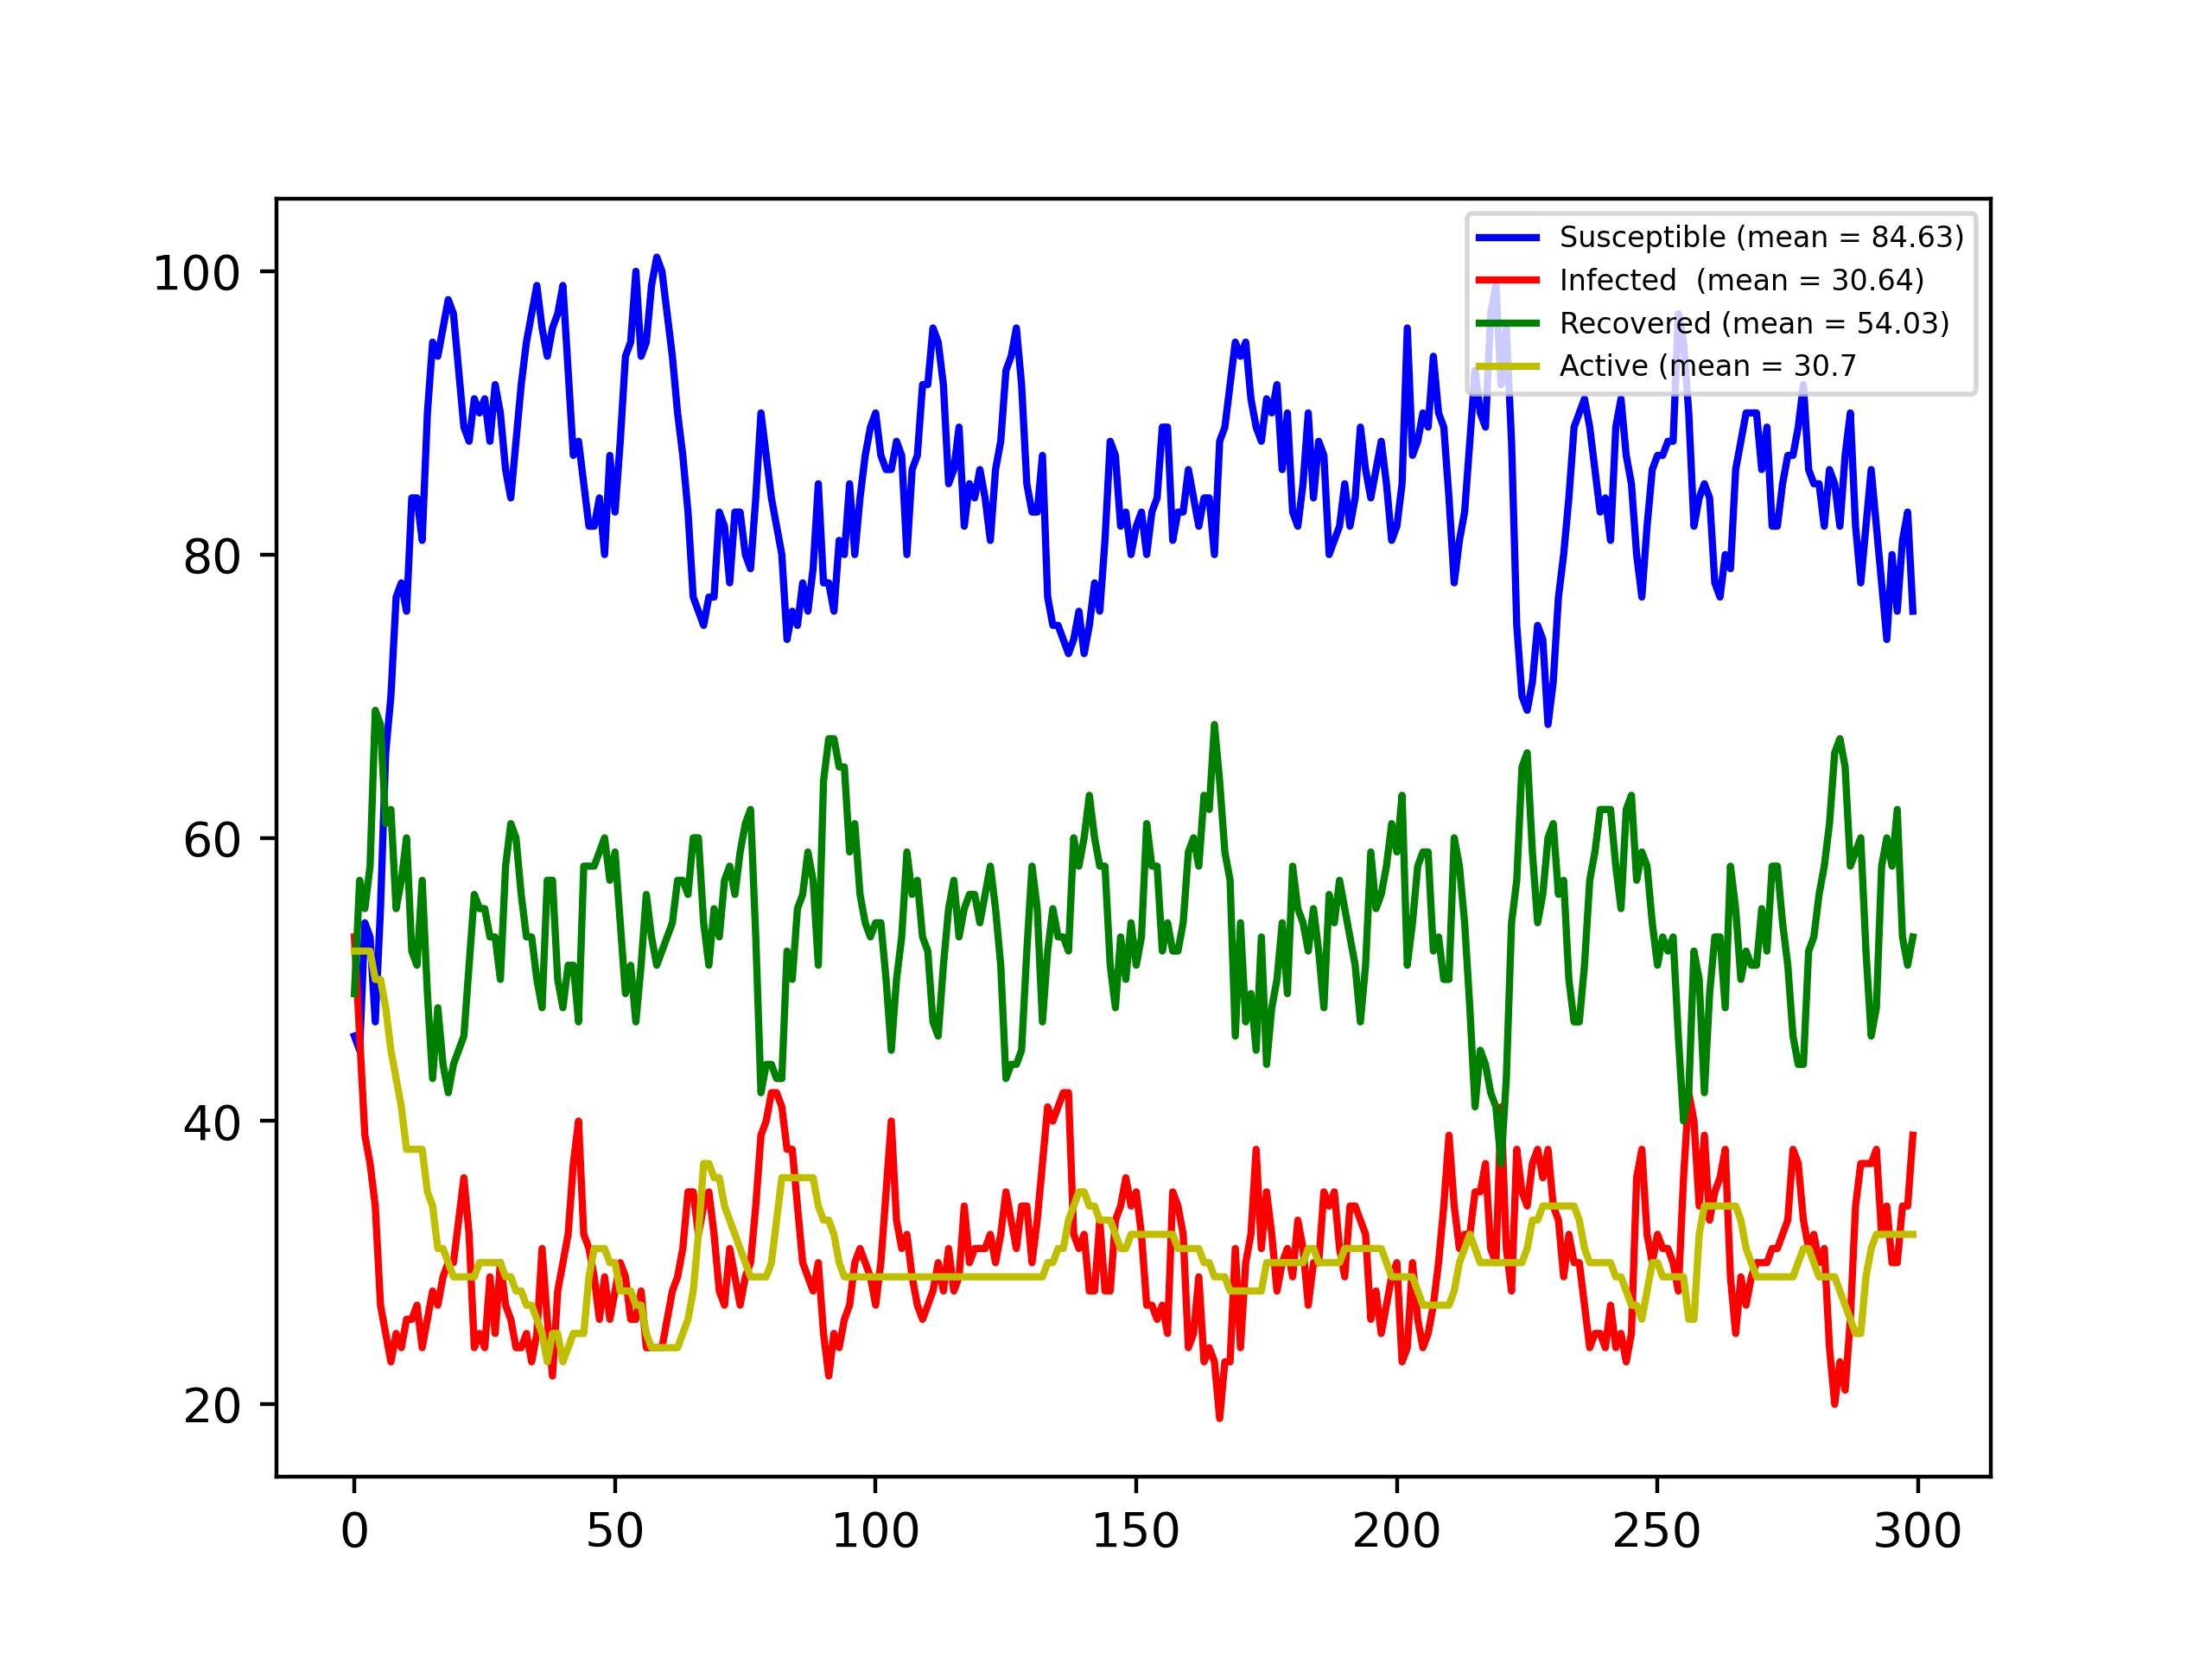 Susceptible (mean = 84.63)
Infected  (mean = 30.64)
Recovered (mean = 54.03)
Active (mean = 30.7
100
80
60
40
20
0 50 100 150 200 250 300